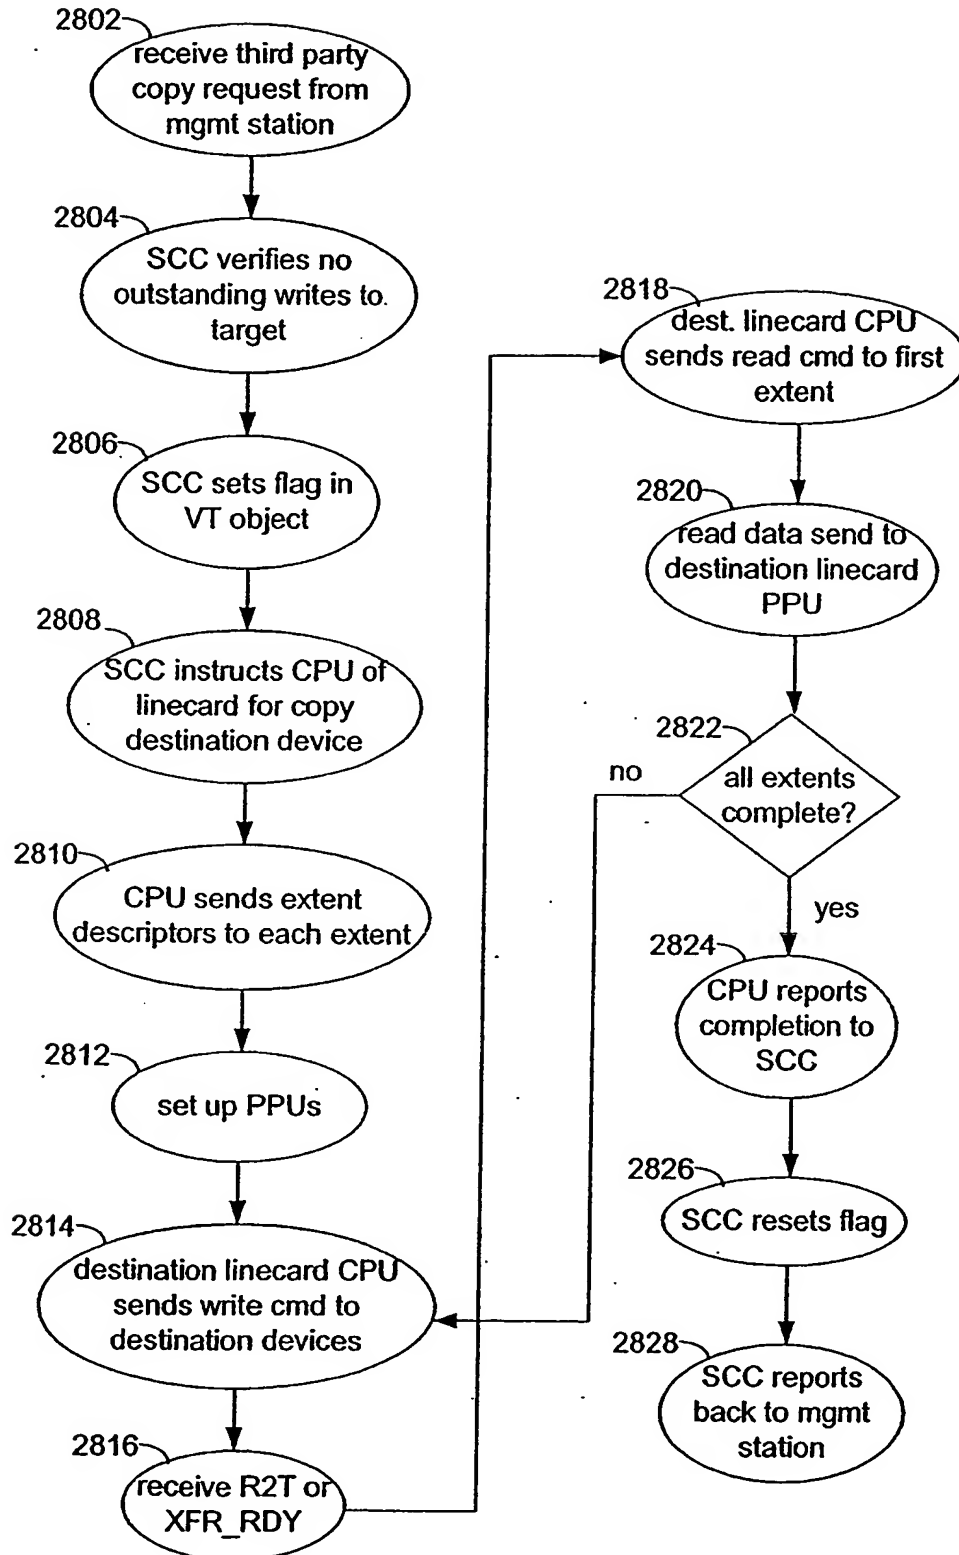 2802
receive third party
copy request from
mgmt station
2804
SCC verifies no
outstanding writes to.
target
2806
SCC sets flag in
VT object
2808
SCC instructs CPU of
linecard for copy
destination device
2810
CPU sends extent
descriptors to each extent
2812
set up PPUs
2814
destination linecard CPU
sends write cmd to
destination devices
2816
receive R2T or
XFR_RDY
2818
dest. linecard CPU
sends read cmd to first
extent
2820
read data send to
destination linecard
PPU
2822
all extents
complete?
no
yes
2824
CPU reports
completion to
SCC
2826
SCC resets flag
2828
SCC reports
back to mgmt
station